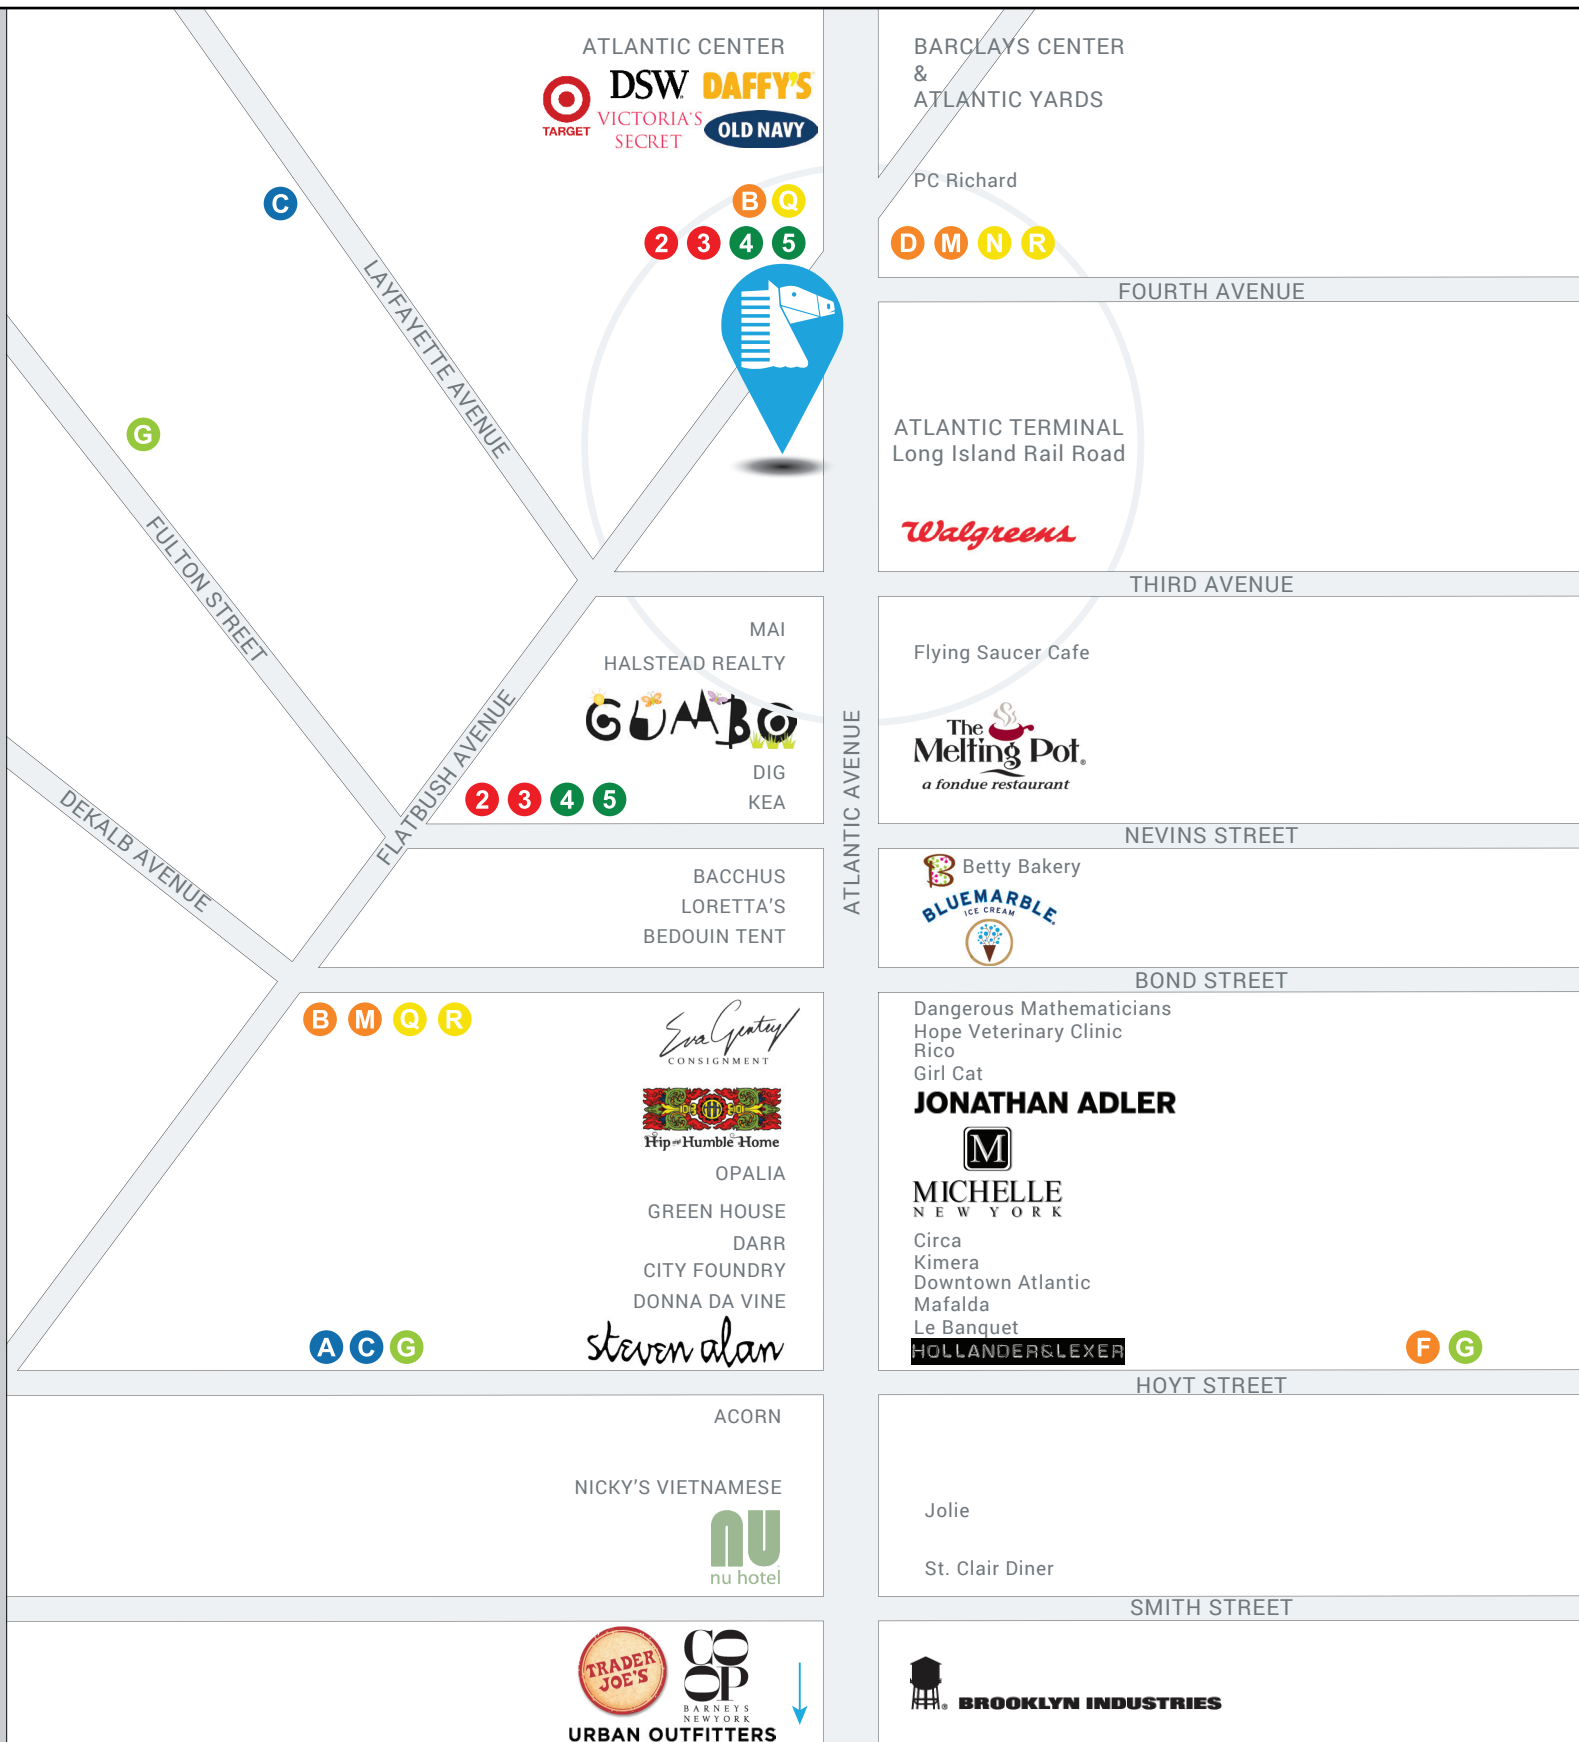 ATLANTIC CENTER
TARGET
DSW
DAFFY'S
VICTORIA'S
SECRET
OLD NAVY
BARCLAYS CENTER
&
ATLANTIC YARDS
PC Richard
C
B Q
2 3 4 5
D M N R
FOURTH AVENUE
LAYFAYETTE AVENUE
G
FULTON STREET
ATLANTIC TERMINAL
Long Island Rail Road
Walgreens
THIRD AVENUE
MAI
HALSTEAD REALTY
GUMBO
DIG
KEA
2 3 4 5
FLATBUSH AVENUE
ATLANTIC AVENUE
DEKALB AVENUE
Flying Saucer Cafe
The
Melting Pot
a fondue restaurant
NEVINS STREET
BACCHUS
LORETTA'S
BEDOUIN TENT
B Betty Bakery
BLUEMARBLE
ICE CREAM
BOND STREET
B M Q R
Eva Gentry
CONSIGNMENT
H
Hip and Humble Home
OPALIA
GREEN HOUSE
DARR
CITY FOUNDRY
DONNA DA VINE
steven alan
A C G
Dangerous Mathematicians
Hope Veterinary Clinic
Rico
Girl Cat
JONATHAN ADLER
M
MICHELLE
NEW YORK
Circa
Kimera
Downtown Atlantic
Mafalda
Le Banquet
HOLLANDER&LEXER
F G
HOYT STREET
ACORN
NICKY'S VIETNAMESE
nu
nu hotel
Jolie
St. Clair Diner
SMITH STREET
TRADER
JOE'S
CO
OP
BARNEYS
NEWYORK
URBAN OUTFITTERS
BROOKLYN INDUSTRIES